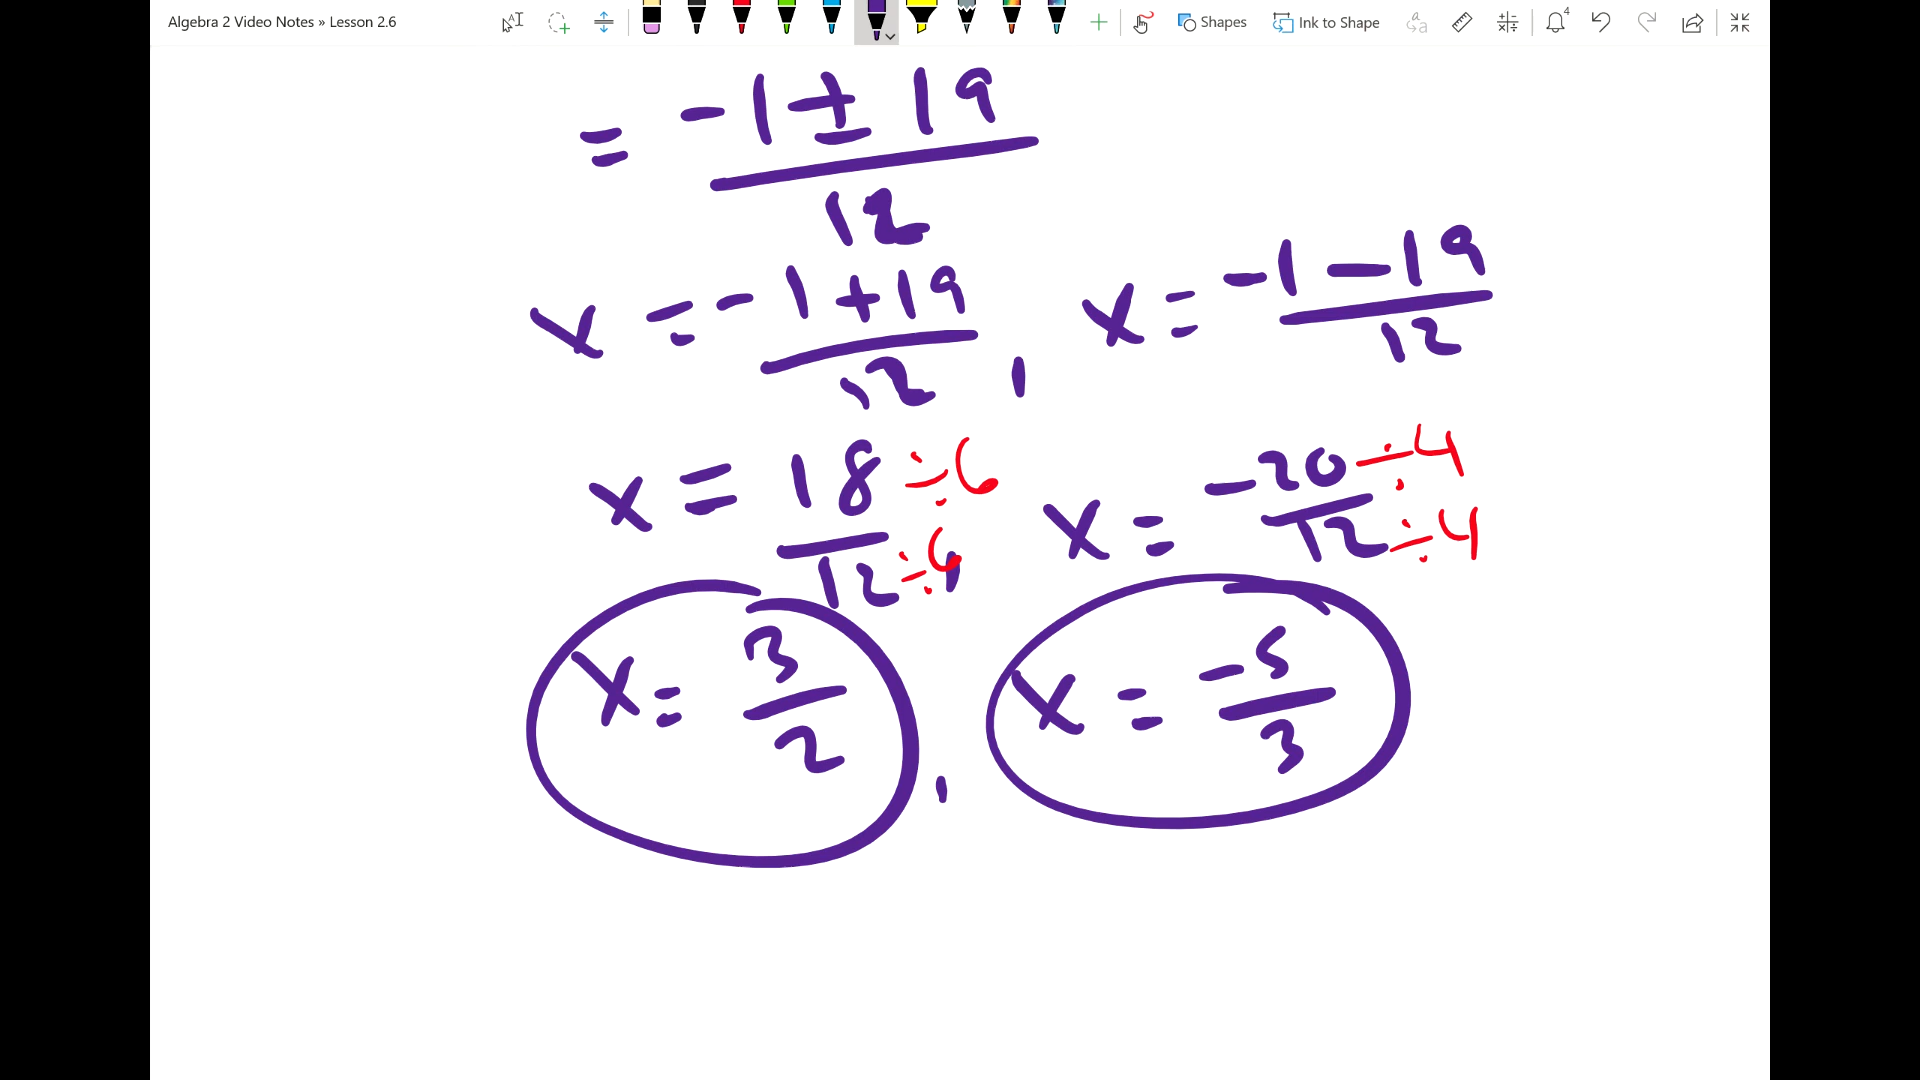 Algebra 2 Video Notes » Lesson 2.6 Shapes Ink to Shape 4
= -1 ± 19
12
x = -1 + 19 x = -1 - 19
12 , 12
x = 18 ÷6 x = -20 ÷4
12 ÷6 , 12 ÷4
x = 3 x = -5
2 , 3